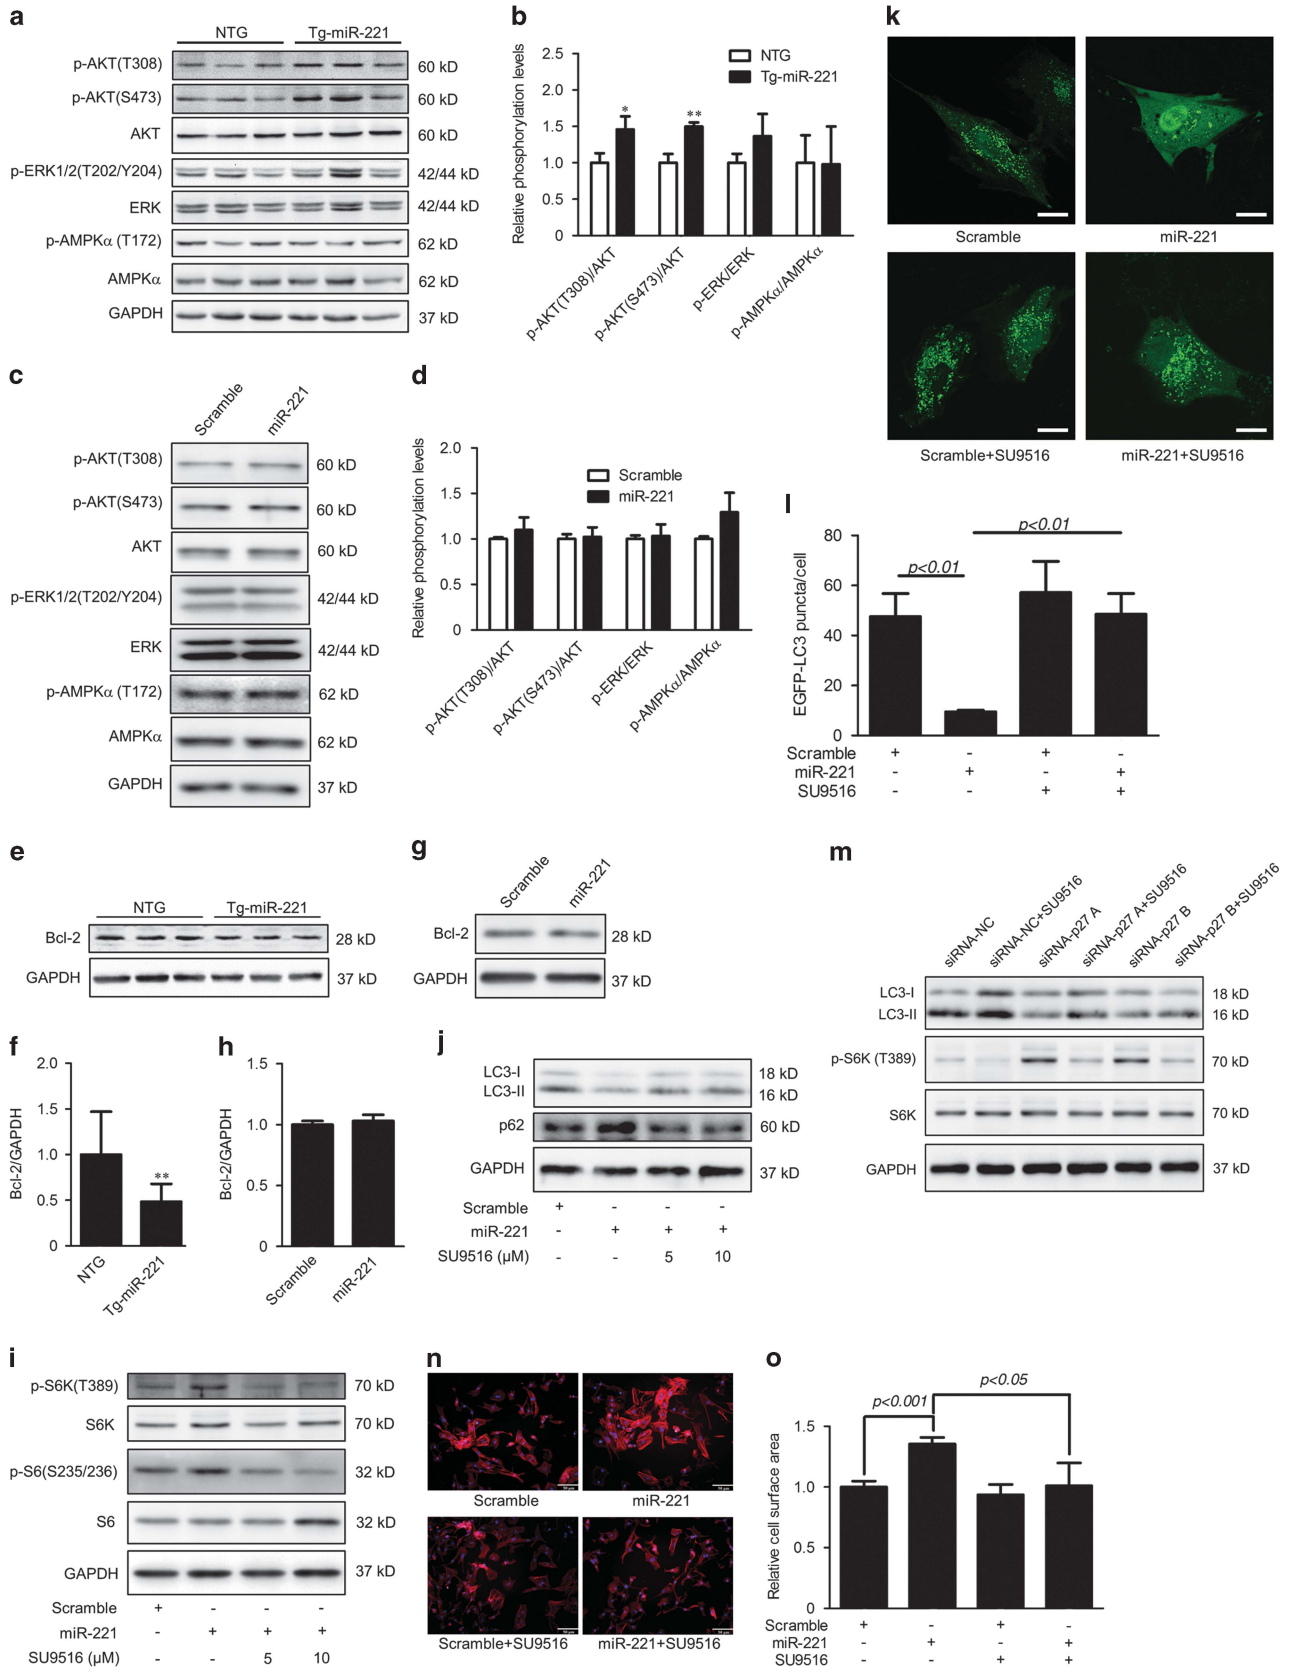 a
NTG Tg-miR-221
p-AKT(T308) 60 kD
p-AKT(S473) 60 kD
AKT 60 kD
p-ERK1/2(T202/Y204) 42/44 kD
ERK 42/44 kD
p-AMPKα (T172) 62 kD
AMPKα 62 kD
GAPDH 37 kD
b
Relative phosphorylation levels
2.5
2.0
1.5
1.0
0.5
0
NTG
Tg-miR-221
*
**
p-AKT(T308)/AKT
p-AKT(S473)/AKT
p-ERK/ERK
p-AMPKα/AMPKα
k
Scramble miR-221
Scramble+SU9516 miR-221+SU9516
c
Scramble miR-221
p-AKT(T308) 60 kD
p-AKT(S473) 60 kD
AKT 60 kD
p-ERK1/2(T202/Y204) 42/44 kD
ERK 42/44 kD
p-AMPKα (T172) 62 kD
AMPKα 62 kD
GAPDH 37 kD
d
Relative phosphorylation levels
2.0
1.5
1.0
0.5
0
Scramble
miR-221
p-AKT(T308)/AKT
p-AKT(S473)/AKT
p-ERK/ERK
p-AMPKα/AMPKα
l
EGFP-LC3 puncta/cell
80
60
40
20
0
p<0.01
p<0.01
Scramble + - + -
miR-221 - + - +
SU9516 - - + +
e
NTG Tg-miR-221
Bcl-2 28 kD
GAPDH 37 kD
g
Scramble miR-221
Bcl-2 28 kD
GAPDH 37 kD
m
siRNA-NC
siRNA-NC+SU9516
siRNA-p27 A
siRNA-p27 A+SU9516
siRNA-p27 B
siRNA-p27 B+SU9516
LC3-I 18 kD
LC3-II 16 kD
p-S6K (T389) 70 kD
S6K 70 kD
GAPDH 37 kD
f
Bcl-2/GAPDH
2.0
1.5
1.0
0.5
0
**
NTG
Tg-miR-221
h
Bcl-2/GAPDH
1.5
1.0
0.5
0
Scramble
miR-221
j
LC3-I 18 kD
LC3-II 16 kD
p62 60 kD
GAPDH 37 kD
Scramble + - - -
miR-221 - + + +
SU9516 (μM) - - 5 10
i
p-S6K(T389) 70 kD
S6K 70 kD
p-S6(S235/236) 32 kD
S6 32 kD
GAPDH 37 kD
Scramble + - - -
miR-221 - + + +
SU9516 (μM) - - 5 10
n
50 μm 50 μm
Scramble miR-221
50 μm 50 μm
Scramble+SU9516 miR-221+SU9516
o
Relative cell surface area
1.5
1.0
0.5
0
p<0.001
p<0.05
Scramble + - + -
miR-221 - + - +
SU9516 - - + +